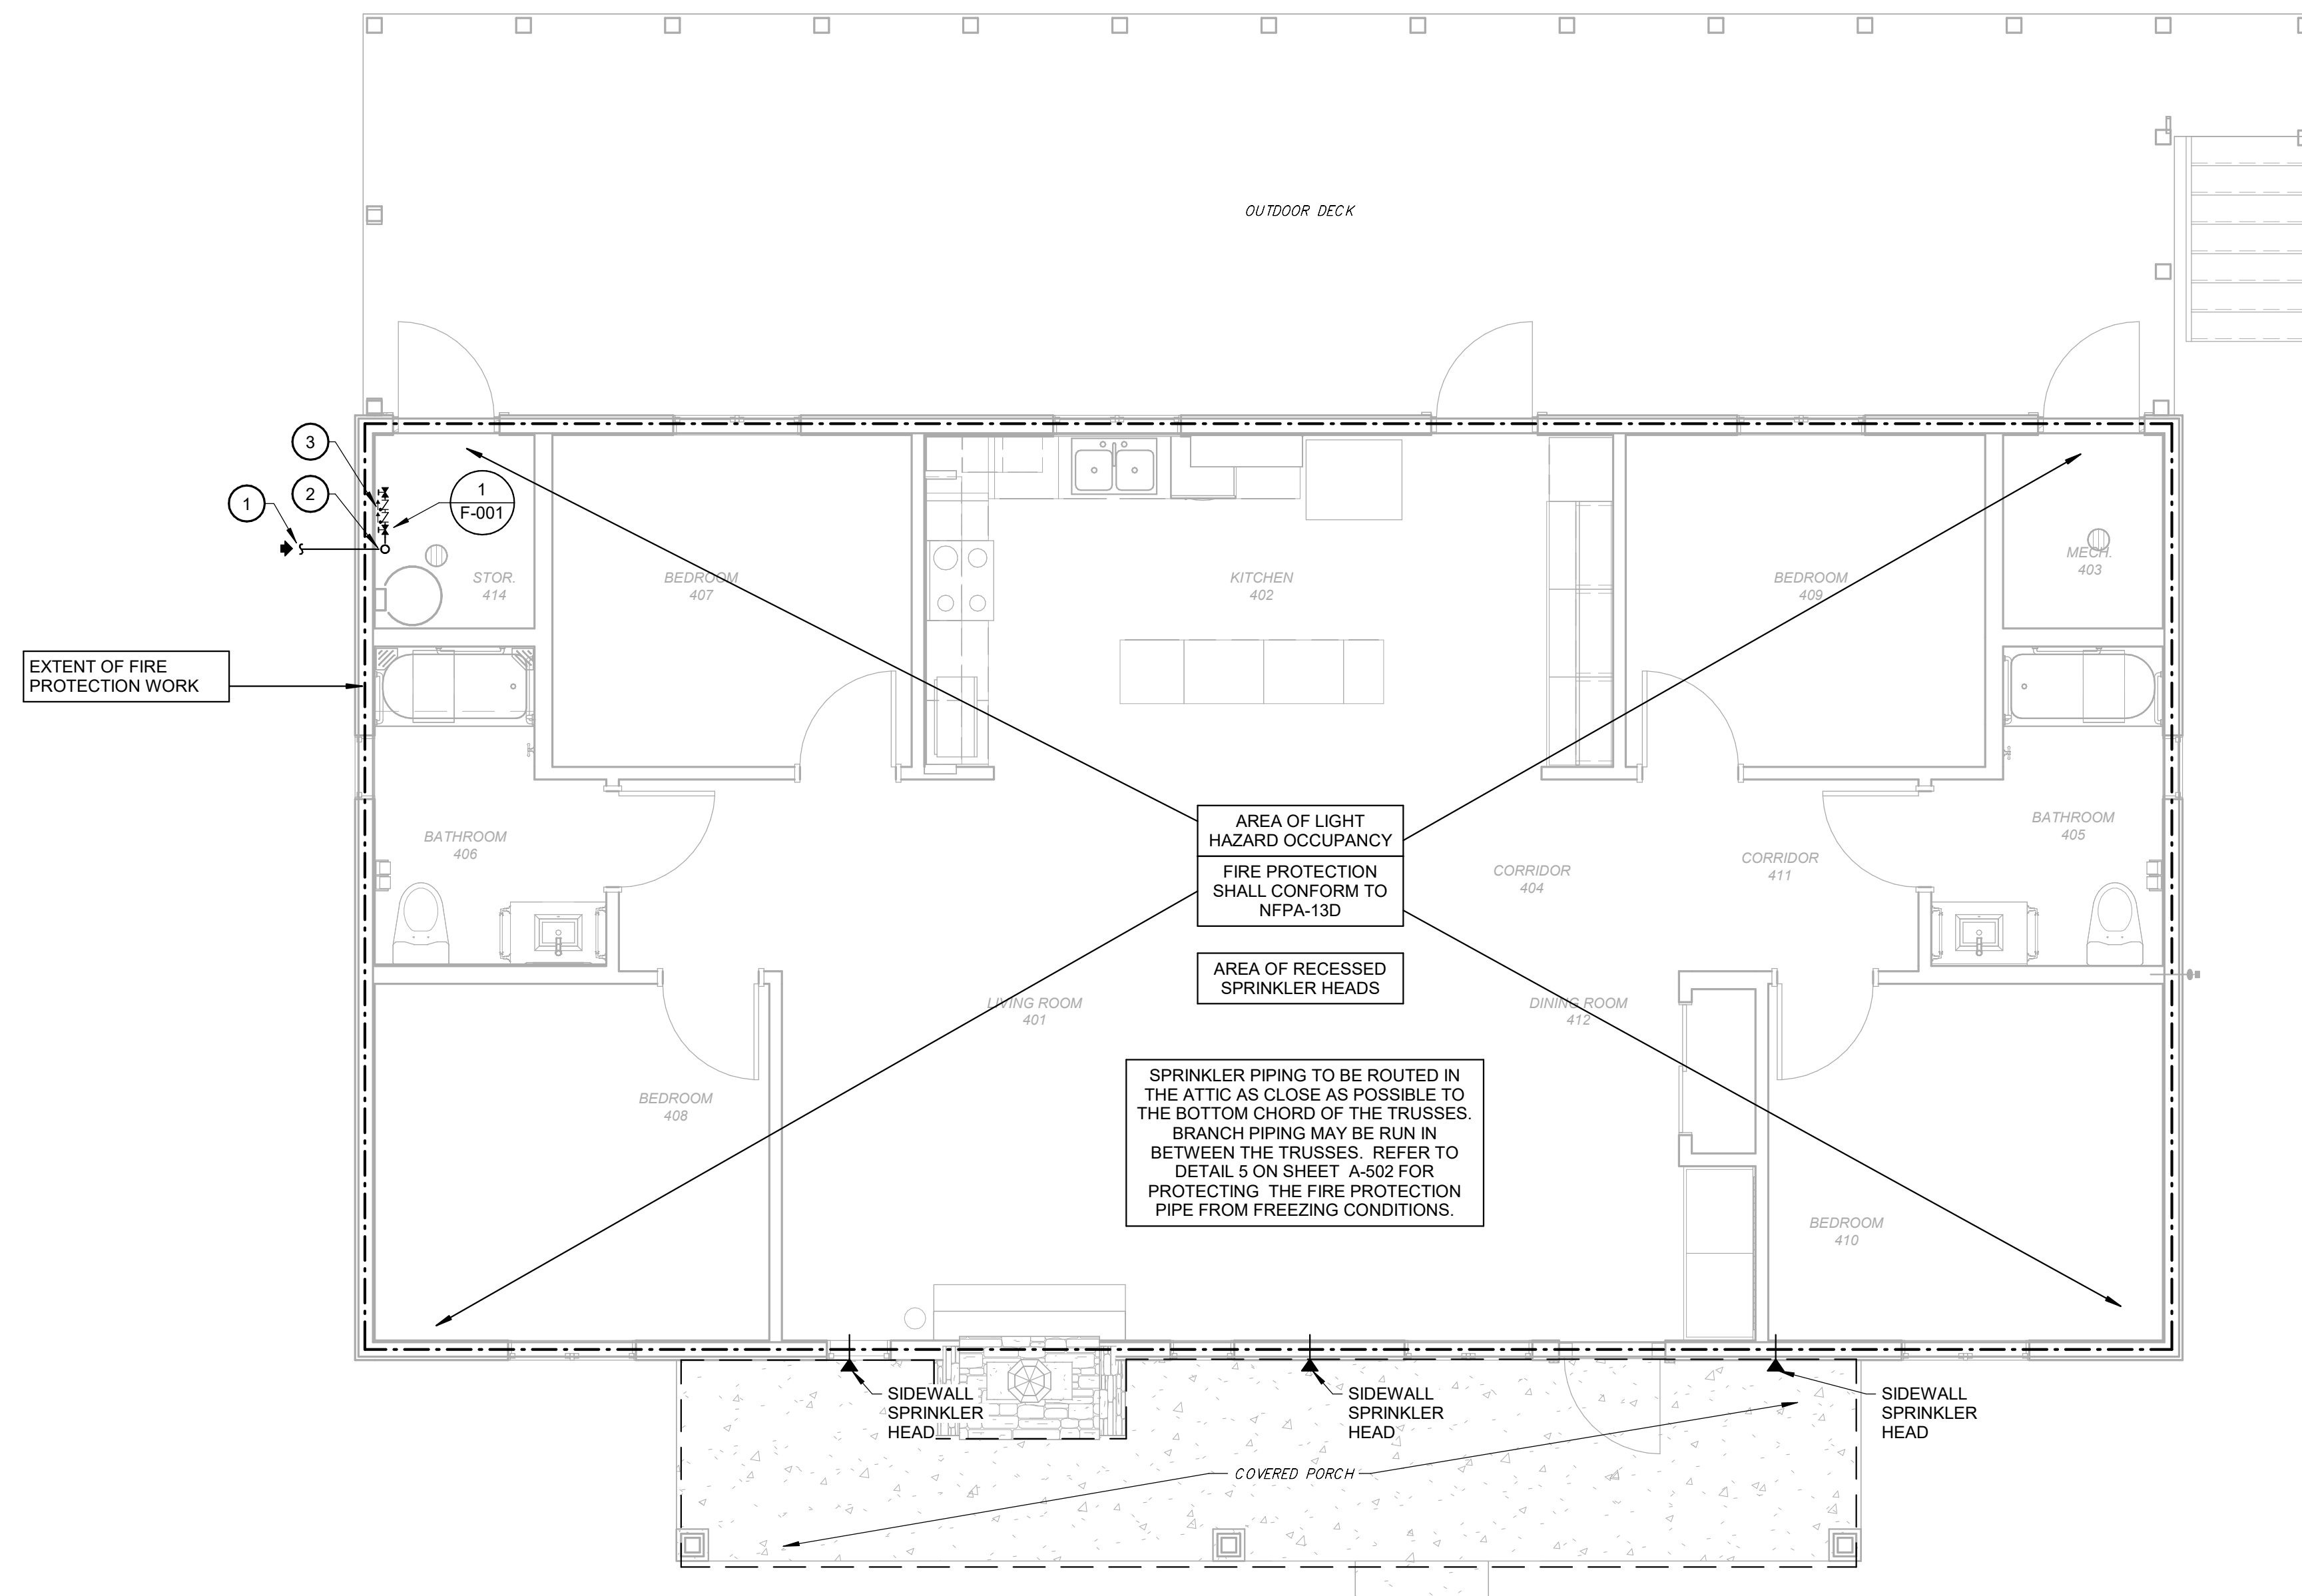 OUTDOOR DECK
3
1
2
1
F-001
STOR.
414
BEDROOM
407
KITCHEN
402
BEDROOM
409
MECH.
403
EXTENT OF FIRE
PROTECTION WORK
BATHROOM
406
AREA OF LIGHT
HAZARD OCCUPANCY
FIRE PROTECTION
SHALL CONFORM TO
NFPA-13D
CORRIDOR
404
CORRIDOR
411
BATHROOM
405
AREA OF RECESSED
SPRINKLER HEADS
LIVING ROOM
401
DINING ROOM
412
BEDROOM
408
SPRINKLER PIPING TO BE ROUTED IN
THE ATTIC AS CLOSE AS POSSIBLE TO
THE BOTTOM CHORD OF THE TRUSSES.
BRANCH PIPING MAY BE RUN IN
BETWEEN THE TRUSSES. REFER TO
DETAIL 5 ON SHEET A-502 FOR
PROTECTING THE FIRE PROTECTION
PIPE FROM FREEZING CONDITIONS.
BEDROOM
410
SIDEWALL
SPRINKLER
HEAD
SIDEWALL
SPRINKLER
HEAD
SIDEWALL
SPRINKLER
HEAD
COVERED PORCH